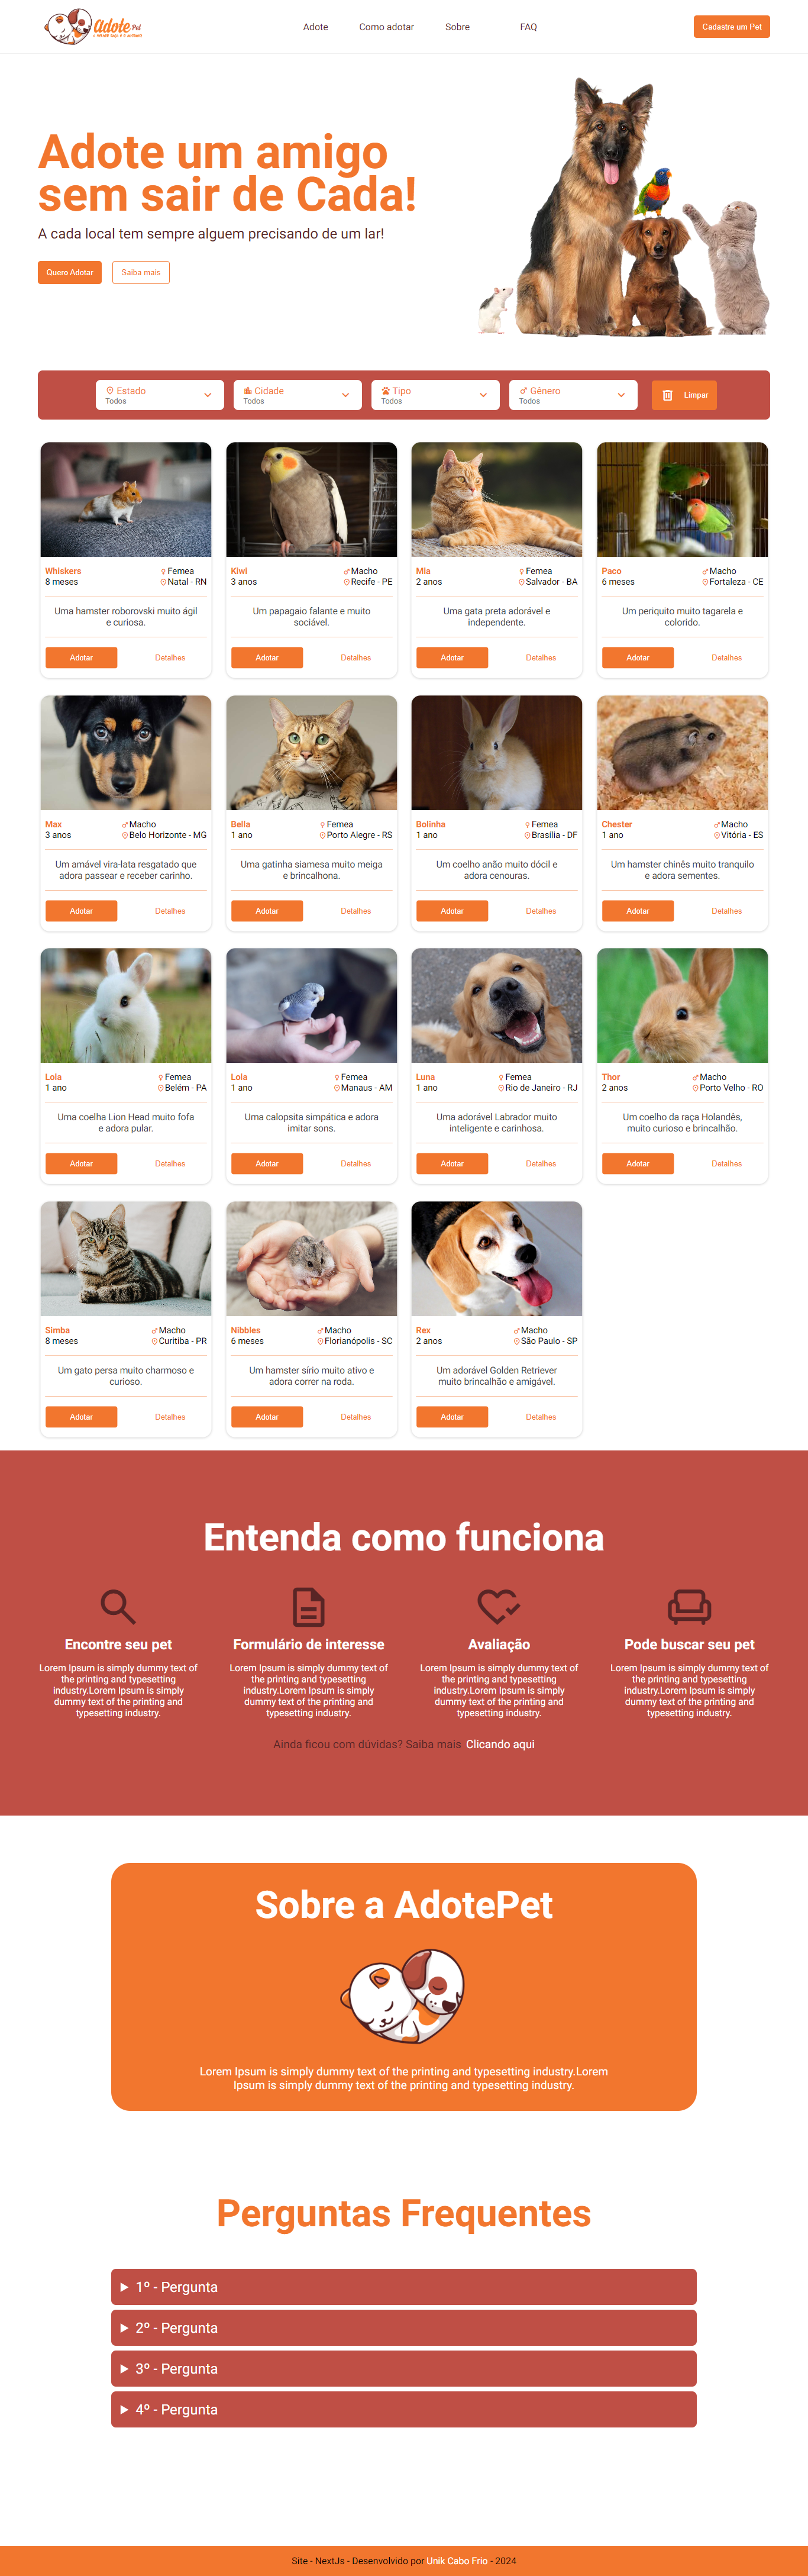 Adote Pet
Adote
Como adotar
Sobre
FAQ
Cadastre um Pet
Adote um amigo
sem sair de Cada!
A cada local tem sempre alguem precisando de um lar!
Quero Adotar
Saiba mais
Estado
Todos
Cidade
Todos
Tipo
Todos
Gênero
Todos
Limpar
Whiskers
Femea
8 meses
Natal - RN
Uma hamster roborovski muito ágil
e curiosa.
Adotar
Detalhes
Kiwi
Macho
3 anos
Recife - PE
Um papagaio falante e muito
sociável.
Adotar
Detalhes
Mia
Femea
2 anos
Salvador - BA
Uma gata preta adorável e
independente.
Adotar
Detalhes
Paco
Macho
6 meses
Fortaleza - CE
Um periquito muito tagarela e
colorido.
Adotar
Detalhes
Max
Macho
3 anos
Belo Horizonte - MG
Um amável vira-lata resgatado que
adora passear e receber carinho.
Adotar
Detalhes
Bella
Femea
1 ano
Porto Alegre - RS
Uma gatinha siamesa muito meiga
e brincalhona.
Adotar
Detalhes
Bolinha
Femea
1 ano
Brasília - DF
Um coelho anão muito dócil e
adora cenouras.
Adotar
Detalhes
Chester
Macho
1 ano
Vitória - ES
Um hamster chinês muito tranquilo
e adora sementes.
Adotar
Detalhes
Lola
Femea
1 ano
Belém - PA
Uma coelha Lion Head muito fofa
e adora pular.
Adotar
Detalhes
Lola
Femea
1 ano
Manaus - AM
Uma calopsita simpática e adora
imitar sons.
Adotar
Detalhes
Luna
Femea
1 ano
Rio de Janeiro - RJ
Uma adorável Labrador muito
inteligente e carinhosa.
Adotar
Detalhes
Thor
Macho
2 anos
Porto Velho - RO
Um coelho da raça Holandês,
muito curioso e brincalhão.
Adotar
Detalhes
Simba
Macho
8 meses
Curitiba - PR
Um gato persa muito charmoso e
curioso.
Adotar
Detalhes
Nibbles
Macho
6 meses
Florianópolis - SC
Um hamster sírio muito ativo e
adora correr na roda.
Adotar
Detalhes
Rex
Macho
2 anos
São Paulo - SP
Um adorável Golden Retriever
muito brincalhão e amigável.
Adotar
Detalhes
Entenda como funciona
Encontre seu pet
Lorem Ipsum is simply dummy text of
the printing and typesetting
industry.Lorem Ipsum is simply
dummy text of the printing and
typesetting industry.
Formulário de interesse
Lorem Ipsum is simply dummy text of
the printing and typesetting
industry.Lorem Ipsum is simply
dummy text of the printing and
typesetting industry.
Avaliação
Lorem Ipsum is simply dummy text of
the printing and typesetting
industry.Lorem Ipsum is simply
dummy text of the printing and
typesetting industry.
Pode buscar seu pet
Lorem Ipsum is simply dummy text of
the printing and typesetting
industry.Lorem Ipsum is simply
dummy text of the printing and
typesetting industry.
Ainda ficou com dúvidas? Saiba mais Clicando aqui
Sobre a AdotePet
Lorem Ipsum is simply dummy text of the printing and typesetting industry.Lorem
Ipsum is simply dummy text of the printing and typesetting industry.
Perguntas Frequentes
1º - Pergunta
2º - Pergunta
3º - Pergunta
4º - Pergunta
Site - NextJs - Desenvolvido por Unik Cabo Frio - 2024